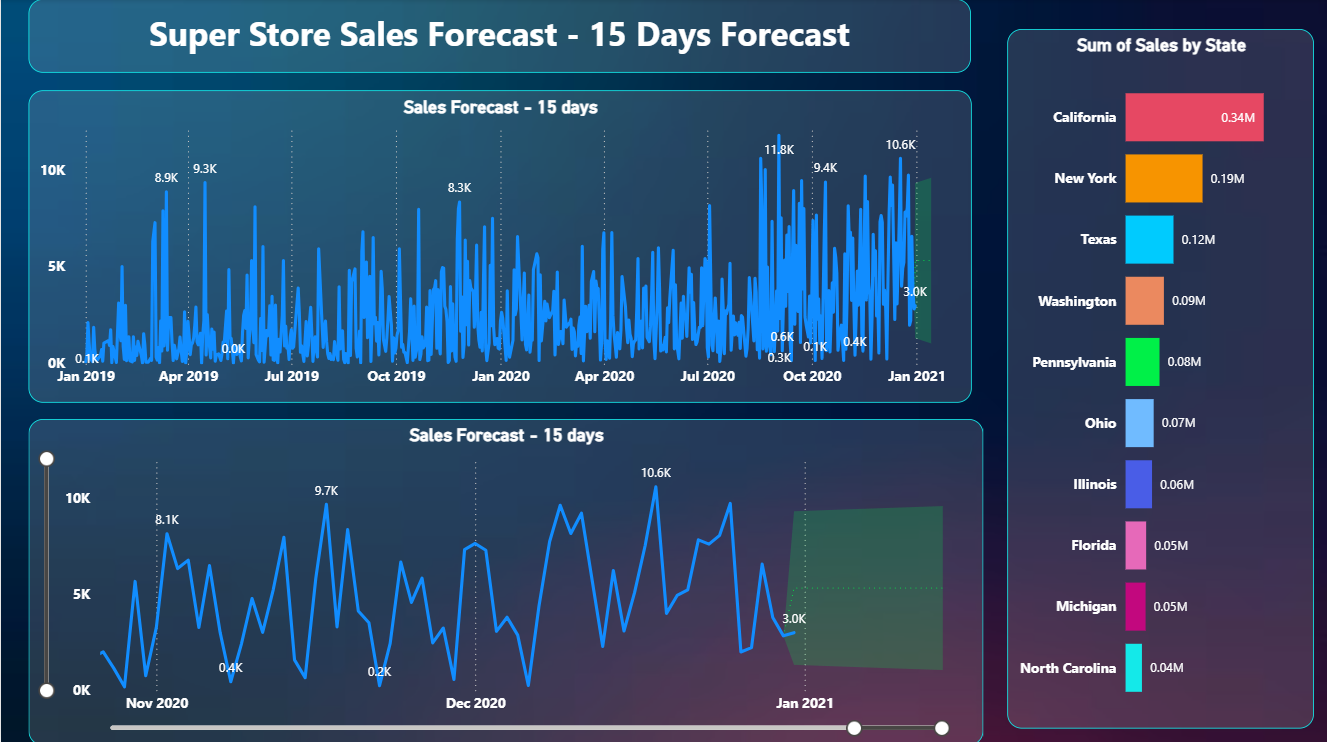 Super Store Sales Forecast - 15 Days Forecast
Sales Forecast - 15 days
10K
5K
0K
0.1K
8.9K
9.3K
0.0K
8.3K
11.8K
0.6K
0.3K
0.1K
9.4K
0.4K
10.6K
3.0K
Jan 2019
Apr 2019
Jul 2019
Oct 2019
Jan 2020
Apr 2020
Jul 2020
Oct 2020
Jan 2021
Sales Forecast - 15 days
10K
5K
0K
8.1K
0.4K
9.7K
0.2K
10.6K
3.0K
Nov 2020
Dec 2020
Jan 2021
Sum of Sales by State
California 0.34M
New York 0.19M
Texas 0.12M
Washington 0.09M
Pennsylvania 0.08M
Ohio 0.07M
Illinois 0.06M
Florida 0.05M
Michigan 0.05M
North Carolina 0.04M